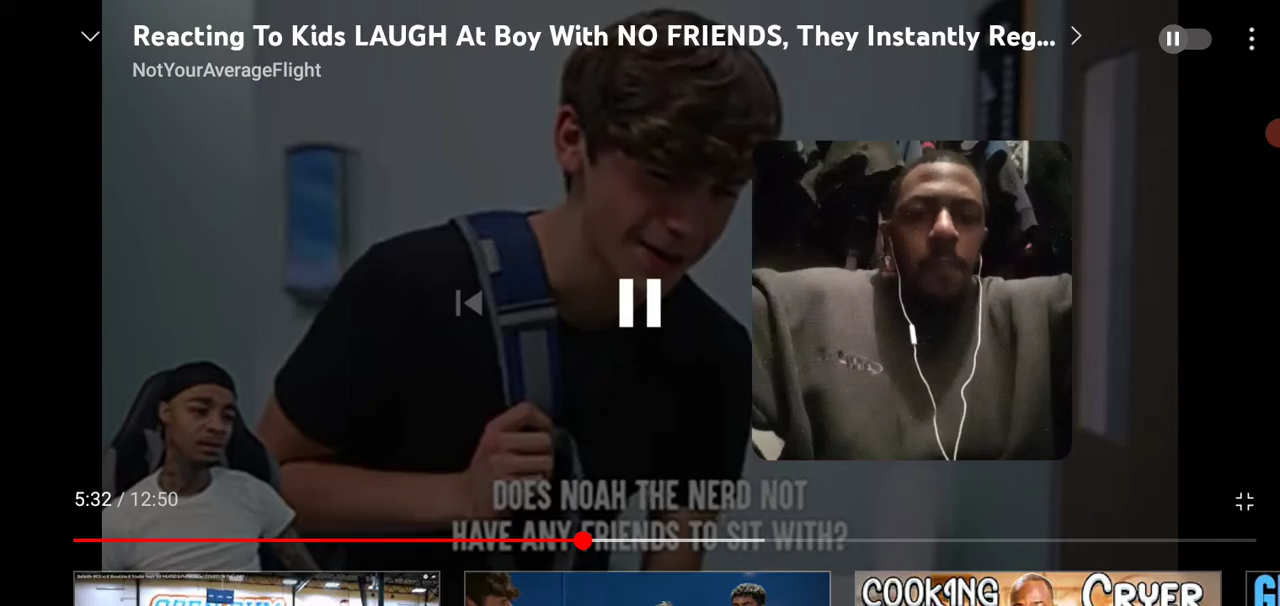 Reacting To Kids LAUGH At Boy With NO FRIENDS, They Instantly Reg...
NotYourAverageFlight
DOES NOAH THE NERD NOT
HAVE ANY FRIENDS TO SIT WITH?
5:32 / 12:50
COOKING CRYER